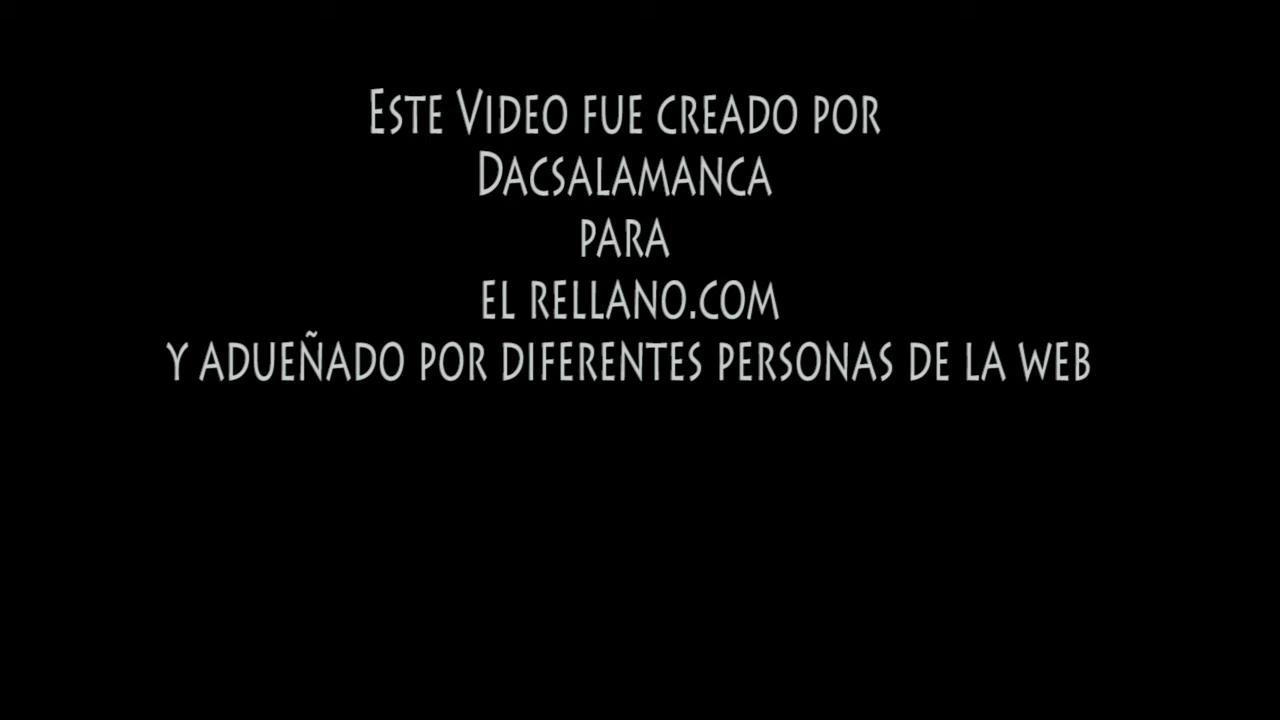 Este Video fue creado por
Dacsalamanca
para
el rellano.com
y adueñado por diferentes personas de la web